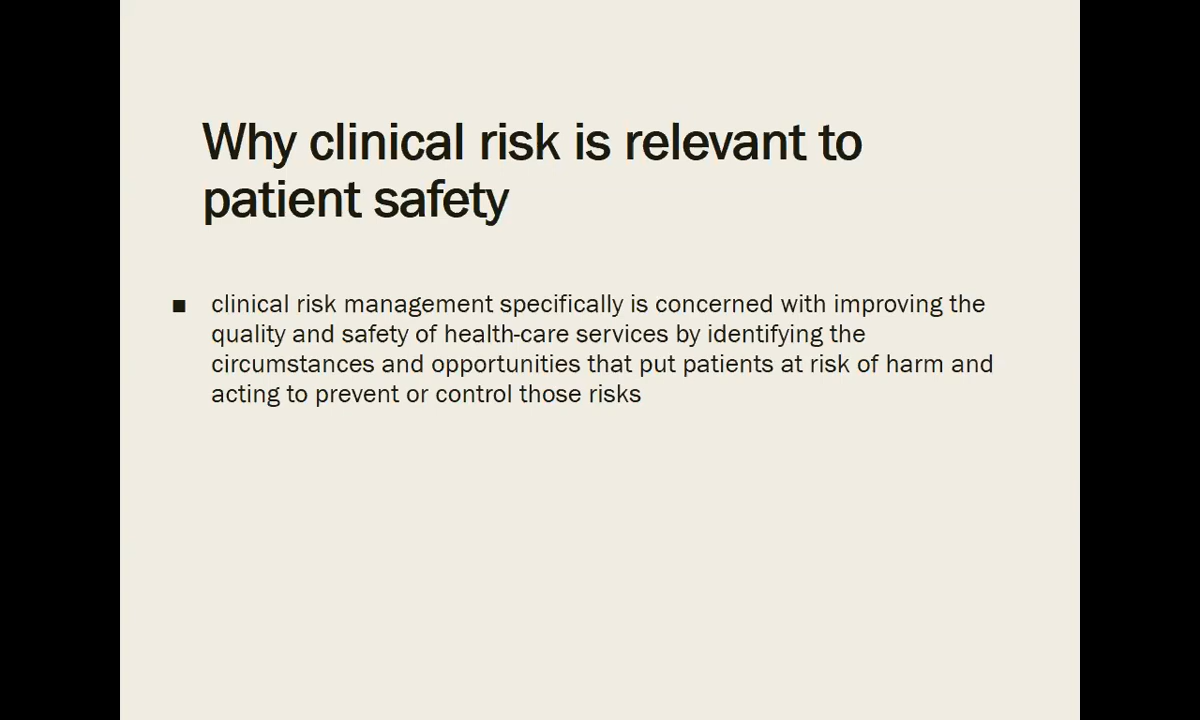 Why clinical risk is relevant to
patient safety
■ clinical risk management specifically is concerned with improving the
quality and safety of health-care services by identifying the
circumstances and opportunities that put patients at risk of harm and
acting to prevent or control those risks